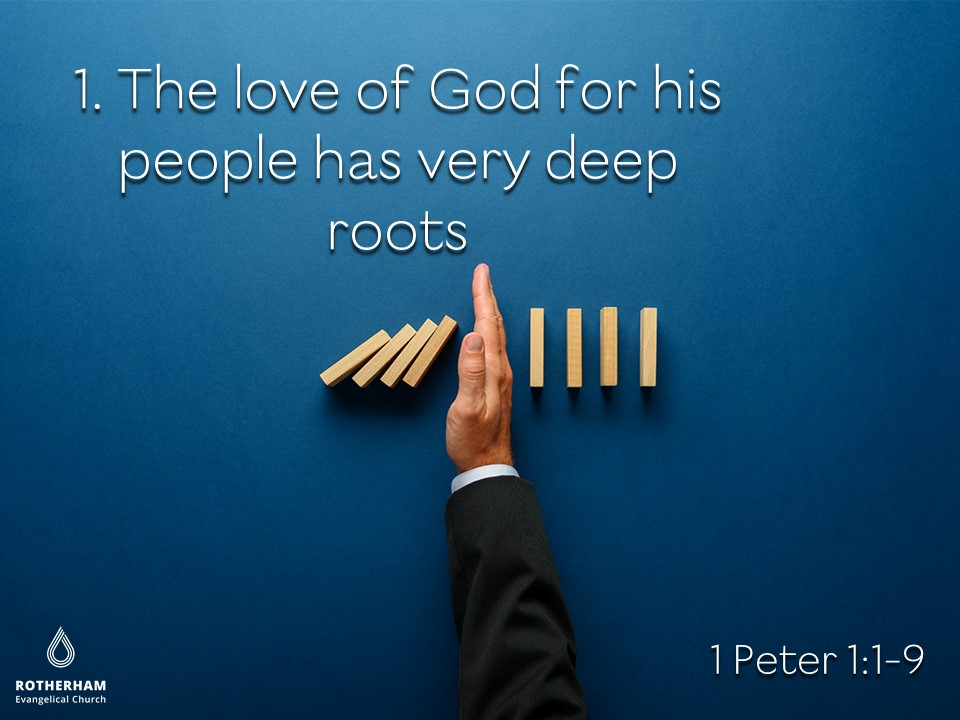 1. The love of God for his
people has very deep
roots
1 Peter 1:1-9
ROTHERHAM
Evangelical Church